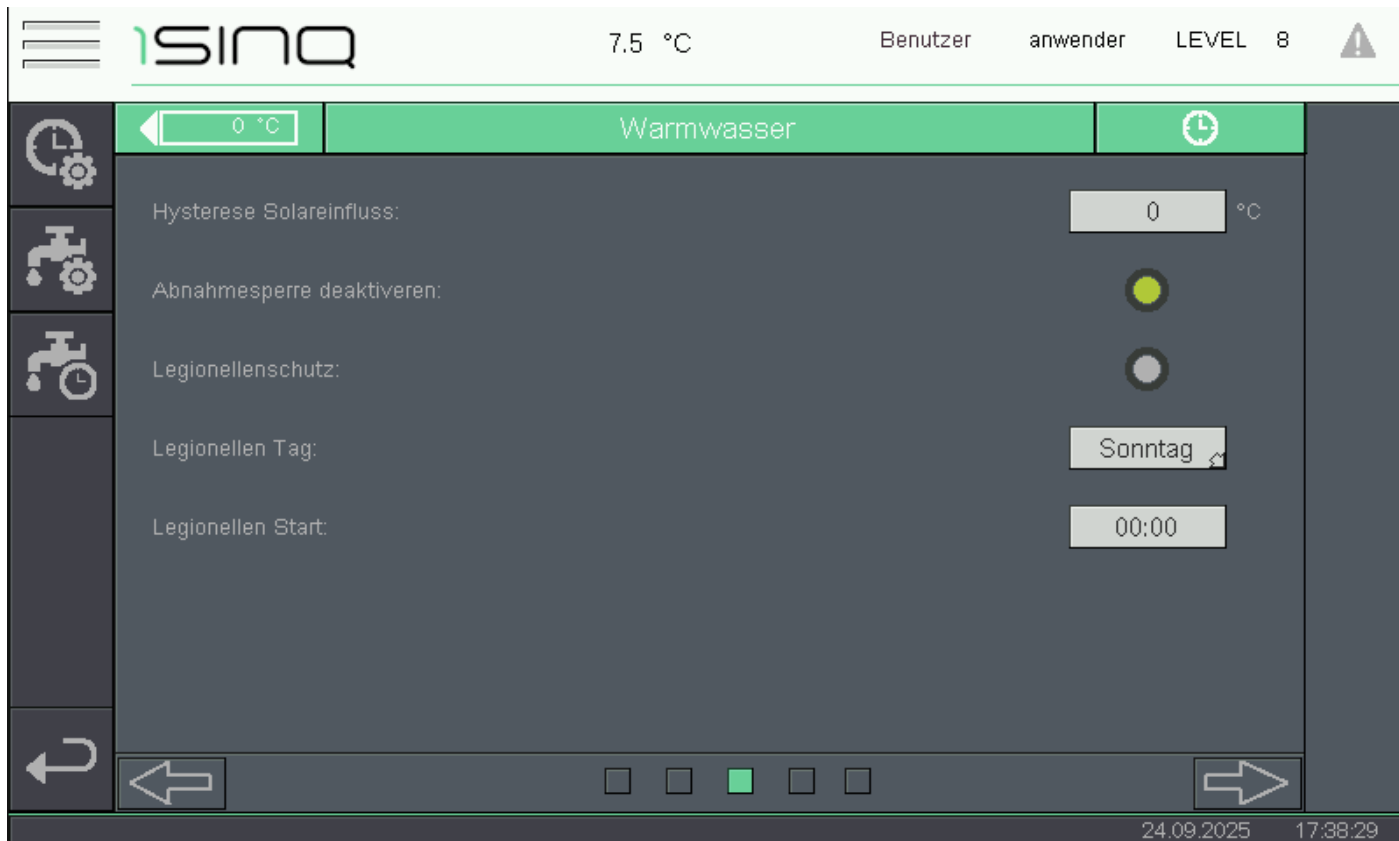 ısınq 7.5 °C Benutzer anwender LEVEL 8
0 °C Warmwasser
Hysterese Solareinfluss: 0 °C
Abnahmesperre deaktiveren:
Legionellenschutz:
Legionellen Tag: Sonntag
Legionellen Start: 00:00
24.09.2025 17:38:29